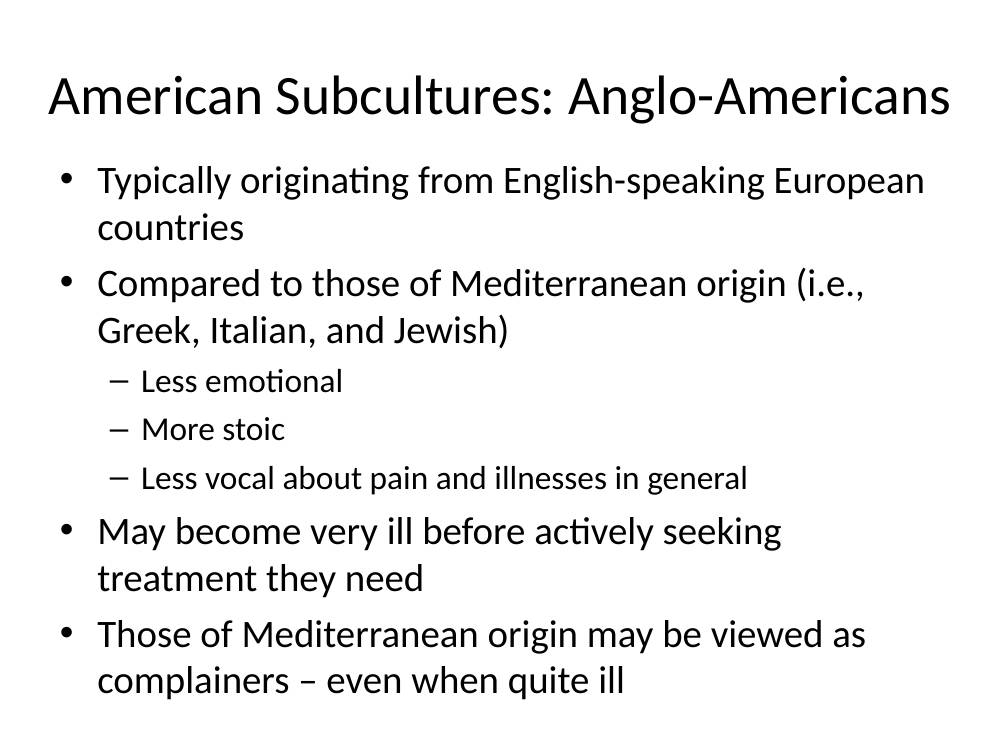 American Subcultures: Anglo-Americans
• Typically originating from English-speaking European
countries
• Compared to those of Mediterranean origin (i.e.,
Greek, Italian, and Jewish)
– Less emotional
– More stoic
– Less vocal about pain and illnesses in general
• May become very ill before actively seeking
treatment they need
• Those of Mediterranean origin may be viewed as
complainers – even when quite ill